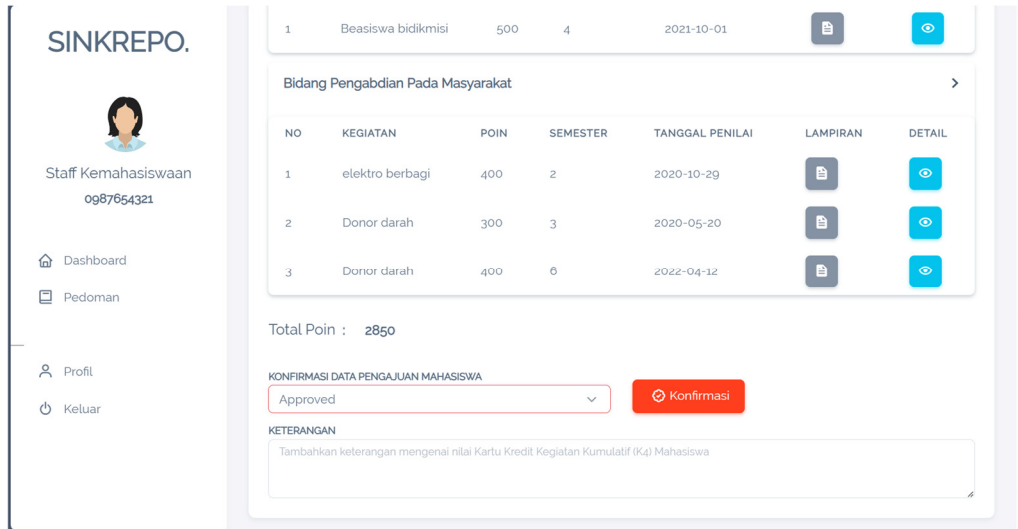 SINKREPO.
Staff Kemahasiswaan
0987654321
Dashboard
Pedoman
Profil
Keluar
1 Beasiswa bidikmisi 500 4 2021-10-01
Bidang Pengabdian Pada Masyarakat
NO KEGIATAN POIN SEMESTER TANGGAL PENILAI LAMPIRAN DETAIL
1 elektro berbagi 400 2 2020-10-29
2 Donor darah 300 3 2020-05-20
3 Donor darah 400 6 2022-04-12
Total Poin : 2850
KONFIRMASI DATA PENGAJUAN MAHASISWA
Approved
Konfirmasi
KETERANGAN
Tambahkan keterangan mengenai nilai Kartu Kredit Kegiatan Kumulatif (K4) Mahasiswa